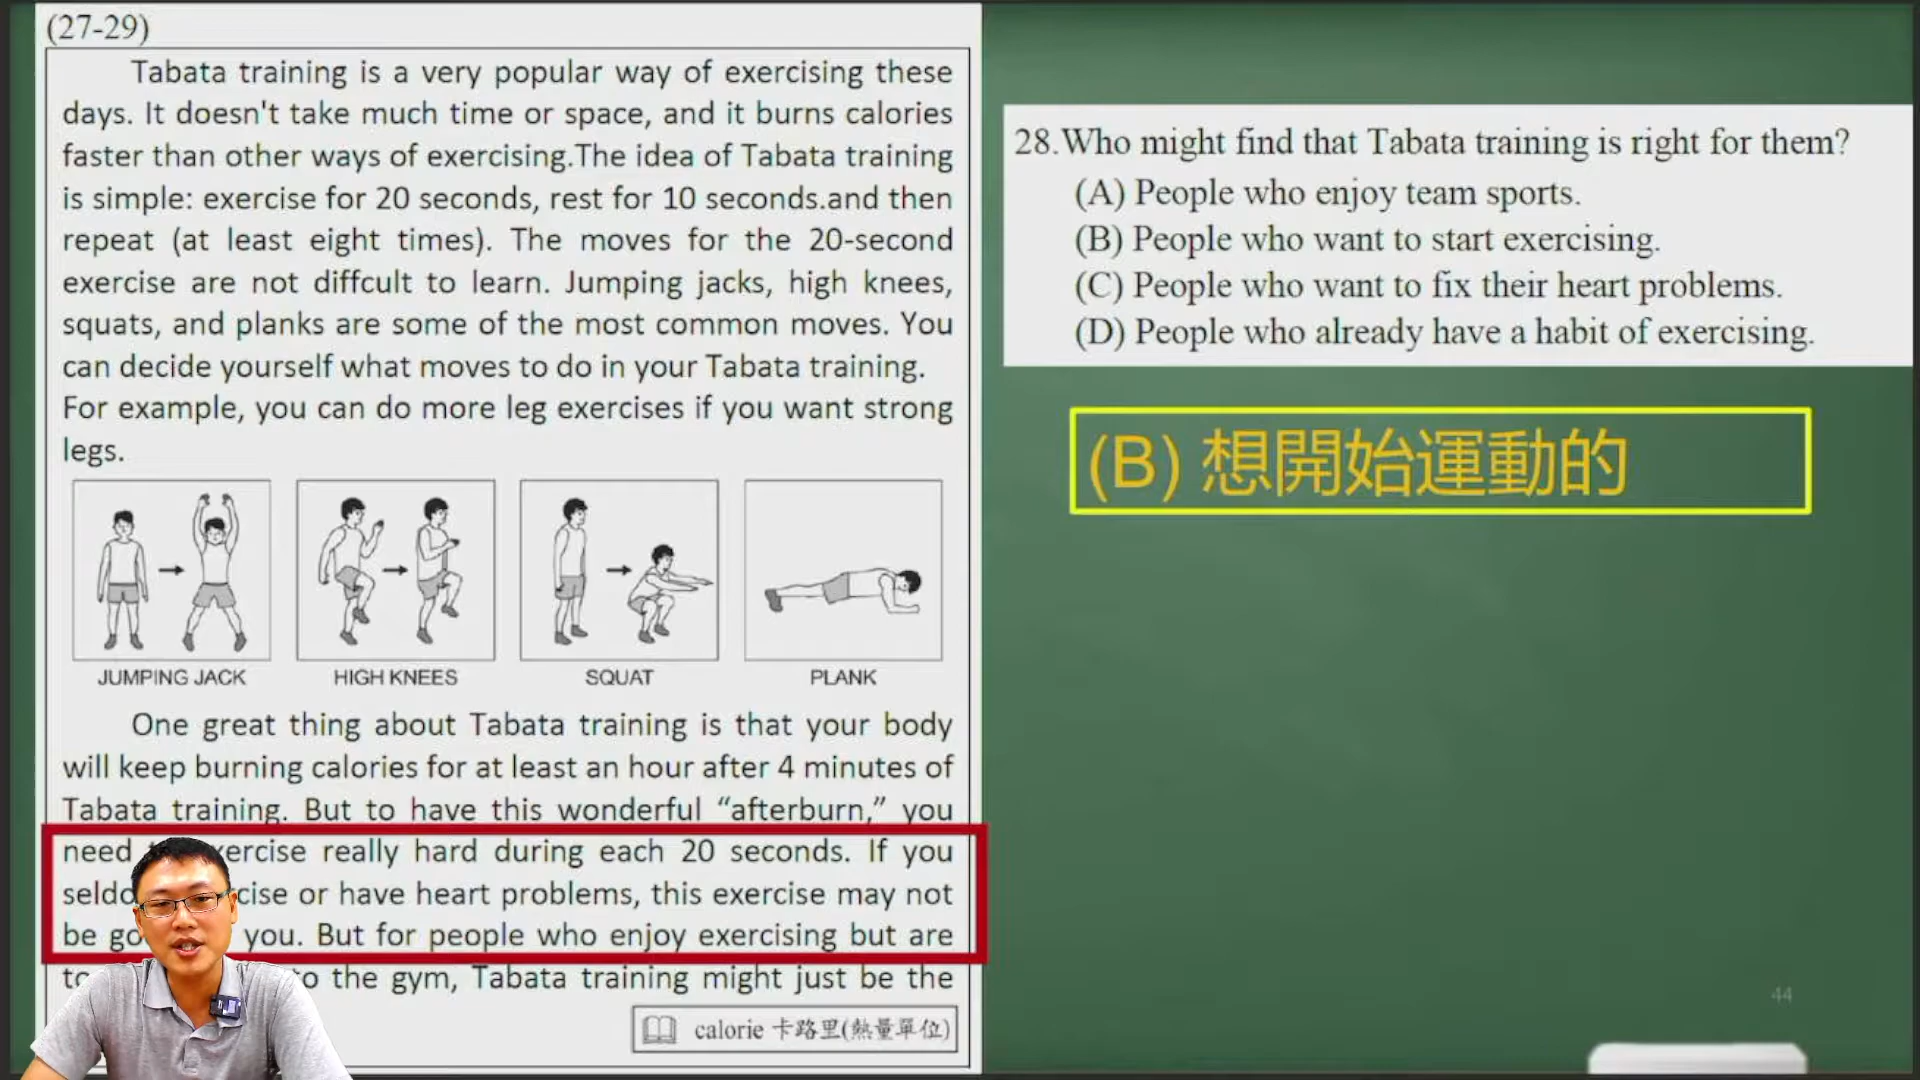 (27-29)
Tabata training is a very popular way of exercising these
days. It doesn't take much time or space, and it burns calories
faster than other ways of exercising.The idea of Tabata training
is simple: exercise for 20 seconds, rest for 10 seconds.and then
repeat (at least eight times). The moves for the 20-second
exercise are not diffcult to learn. Jumping jacks, high knees,
squats, and planks are some of the most common moves. You
can decide yourself what moves to do in your Tabata training.
For example, you can do more leg exercises if you want strong
legs.
JUMPING JACK
HIGH KNEES
SQUAT
PLANK
One great thing about Tabata training is that your body
will keep burning calories for at least an hour after 4 minutes of
Tabata training. But to have this wonderful “afterburn,” you
need exercise really hard during each 20 seconds. If you
or have heart problems, this exercise may not
be you. But for people who enjoy exercising but are
the gym, Tabata training might just be the
calorie 卡路里(熱量單位)
28.Who might find that Tabata training is right for them?
(A) People who enjoy team sports.
(B) People who want to start exercising.
(C) People who want to fix their heart problems.
(D) People who already have a habit of exercising.
(B) 想開始運動的
44